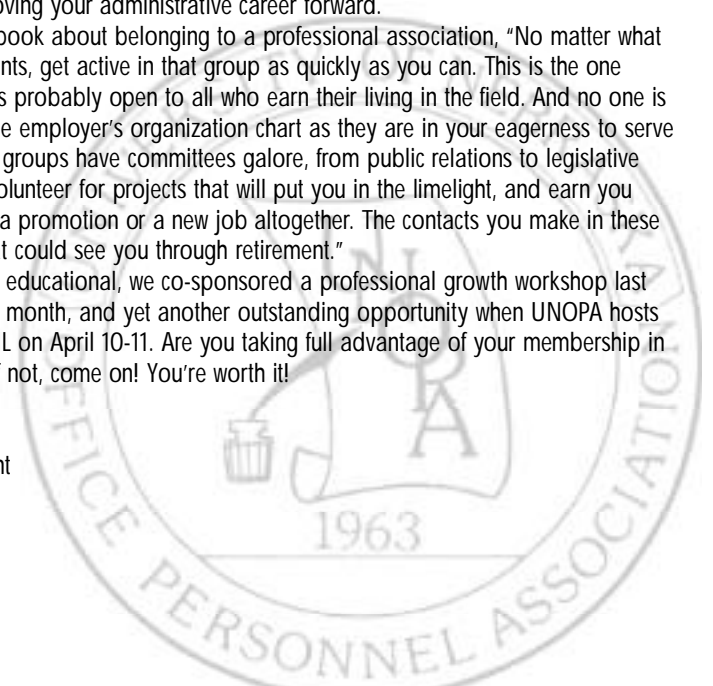 oving your administrative career forward.
book about belonging to a professional association, “No matter what
nts, get active in that group as quickly as you can. This is the one
s probably open to all who earn their living in the field. And no one is
e employer's organization chart as they are in your eagerness to serve
groups have committees galore, from public relations to legislative
olunteer for projects that will put you in the limelight, and earn you
a promotion or a new job altogether. The contacts you make in these
t could see you through retirement.”
educational, we co-sponsored a professional growth workshop last
month, and yet another outstanding opportunity when UNOPA hosts
L on April 10-11. Are you taking full advantage of your membership in
f not, come on! You're worth it!
nt
UNIVERSITY OF NEBRASKA
OFFICE PERSONNEL ASSOCIATION
UNOPA
1963